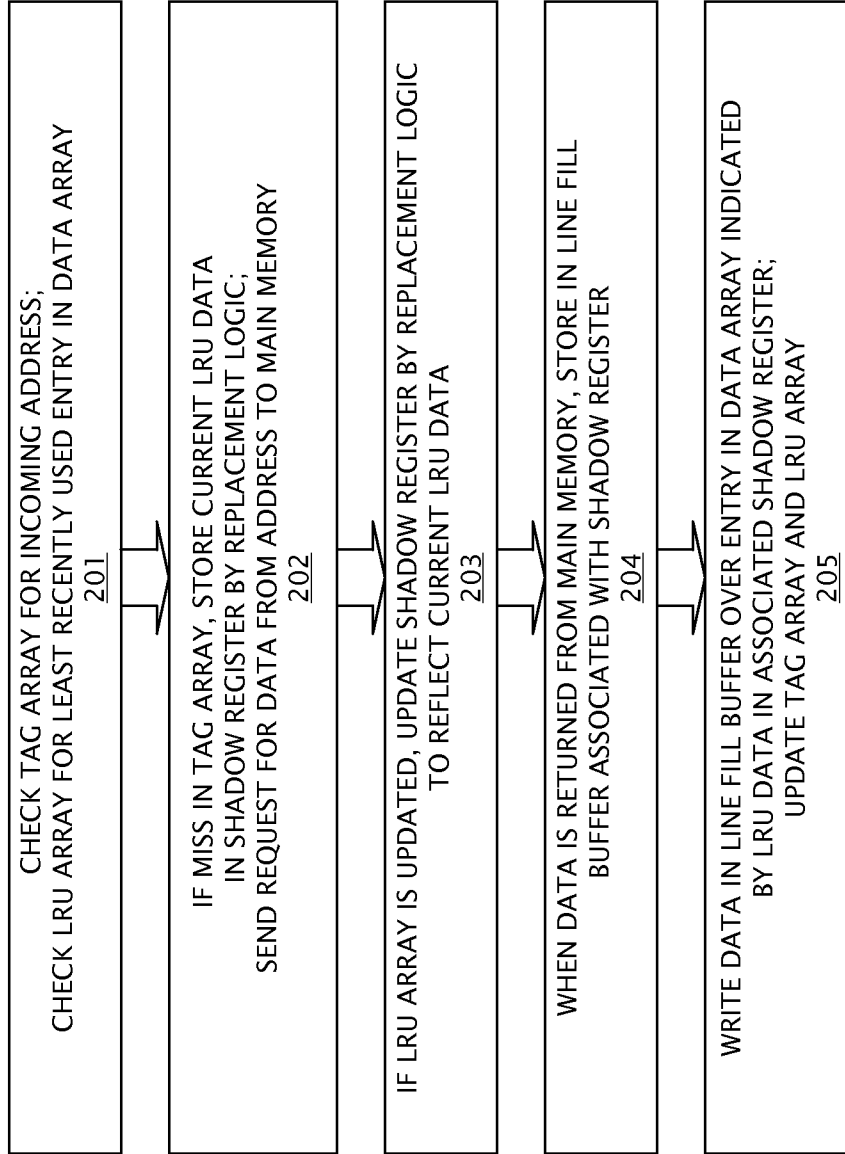 CHECK TAG ARRAY FOR INCOMING ADDRESS;
CHECK LRU ARRAY FOR LEAST RECENTLY USED ENTRY IN DATA ARRAY
201
IF MISS IN TAG ARRAY, STORE CURRENT LRU DATA
IN SHADOW REGISTER BY REPLACEMENT LOGIC;
SEND REQUEST FOR DATA FROM ADDRESS TO MAIN MEMORY
202
IF LRU ARRAY IS UPDATED, UPDATE SHADOW REGISTER BY REPLACEMENT LOGIC
TO REFLECT CURRENT LRU DATA
203
WHEN DATA IS RETURNED FROM MAIN MEMORY, STORE IN LINE FILL
BUFFER ASSOCIATED WITH SHADOW REGISTER
204
WRITE DATA IN LINE FILL BUFFER OVER ENTRY IN DATA ARRAY INDICATED
BY LRU DATA IN ASSOCIATED SHADOW REGISTER;
UPDATE TAG ARRAY AND LRU ARRAY
205